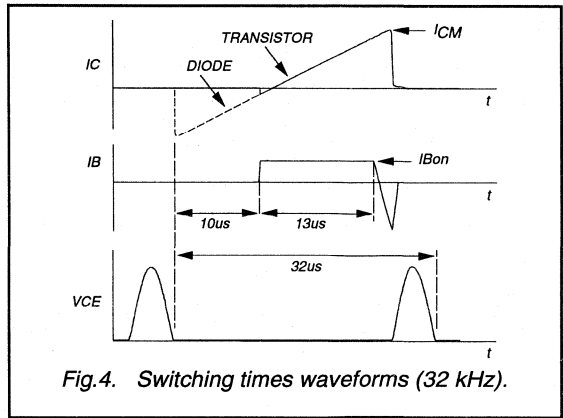 TRANSISTOR
ICM
IC
DIODE
t
IB
IBon
t
10us
13us
32us
VCE
t
Fig.4. Switching times waveforms (32 kHz).